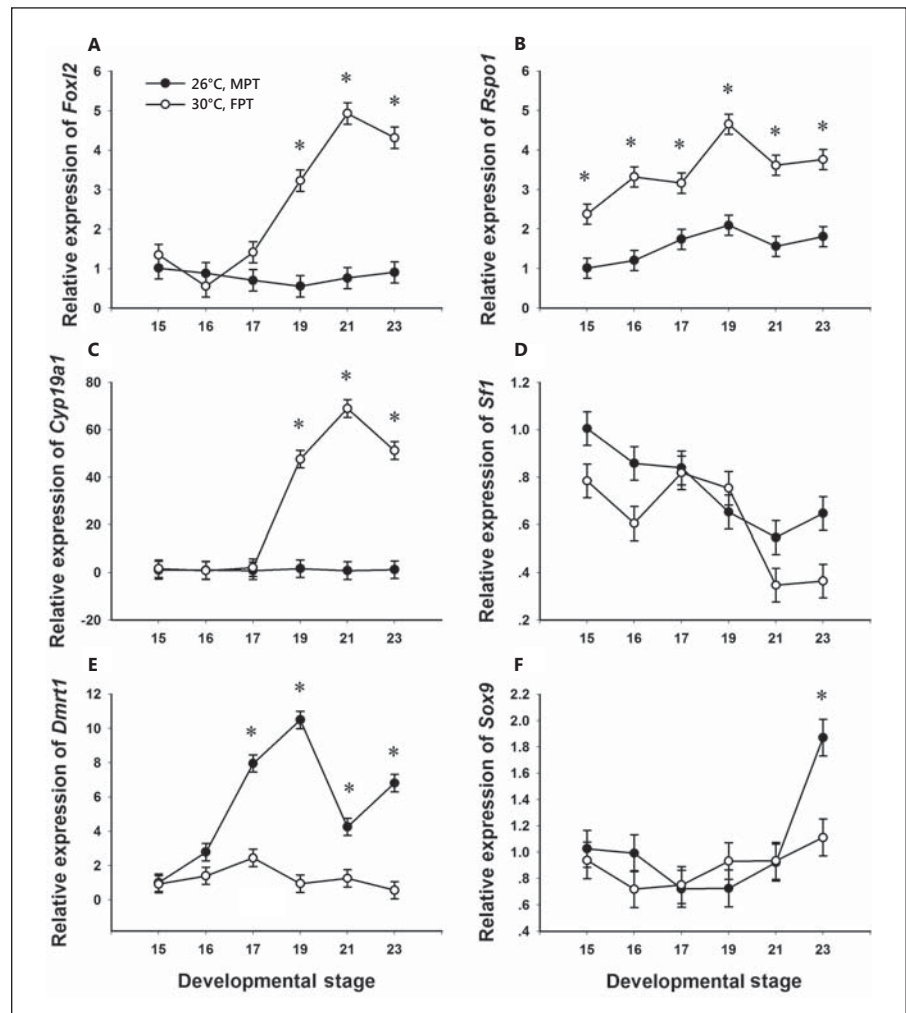 A
Relative expression of Foxl2
6
5
4
3
2
1
0
26°C, MPT
30°C, FPT
* * *
15 16 17 19 21 23
B
Relative expression of Rspo1
6
5
4
3
2
1
0
* * * * * *
15 16 17 19 21 23
C
Relative expression of Cyp19a1
80
60
40
20
0
-20
* * *
15 16 17 19 21 23
D
Relative expression of Sf1
1.2
1.0
.8
.6
.4
.2
15 16 17 19 21 23
E
Relative expression of Dmrt1
12
10
8
6
4
2
0
* * * *
15 16 17 19 21 23
Developmental stage
F
Relative expression of Sox9
2.2
2.0
1.8
1.6
1.4
1.2
1.0
.8
.6
.4
*
15 16 17 19 21 23
Developmental stage